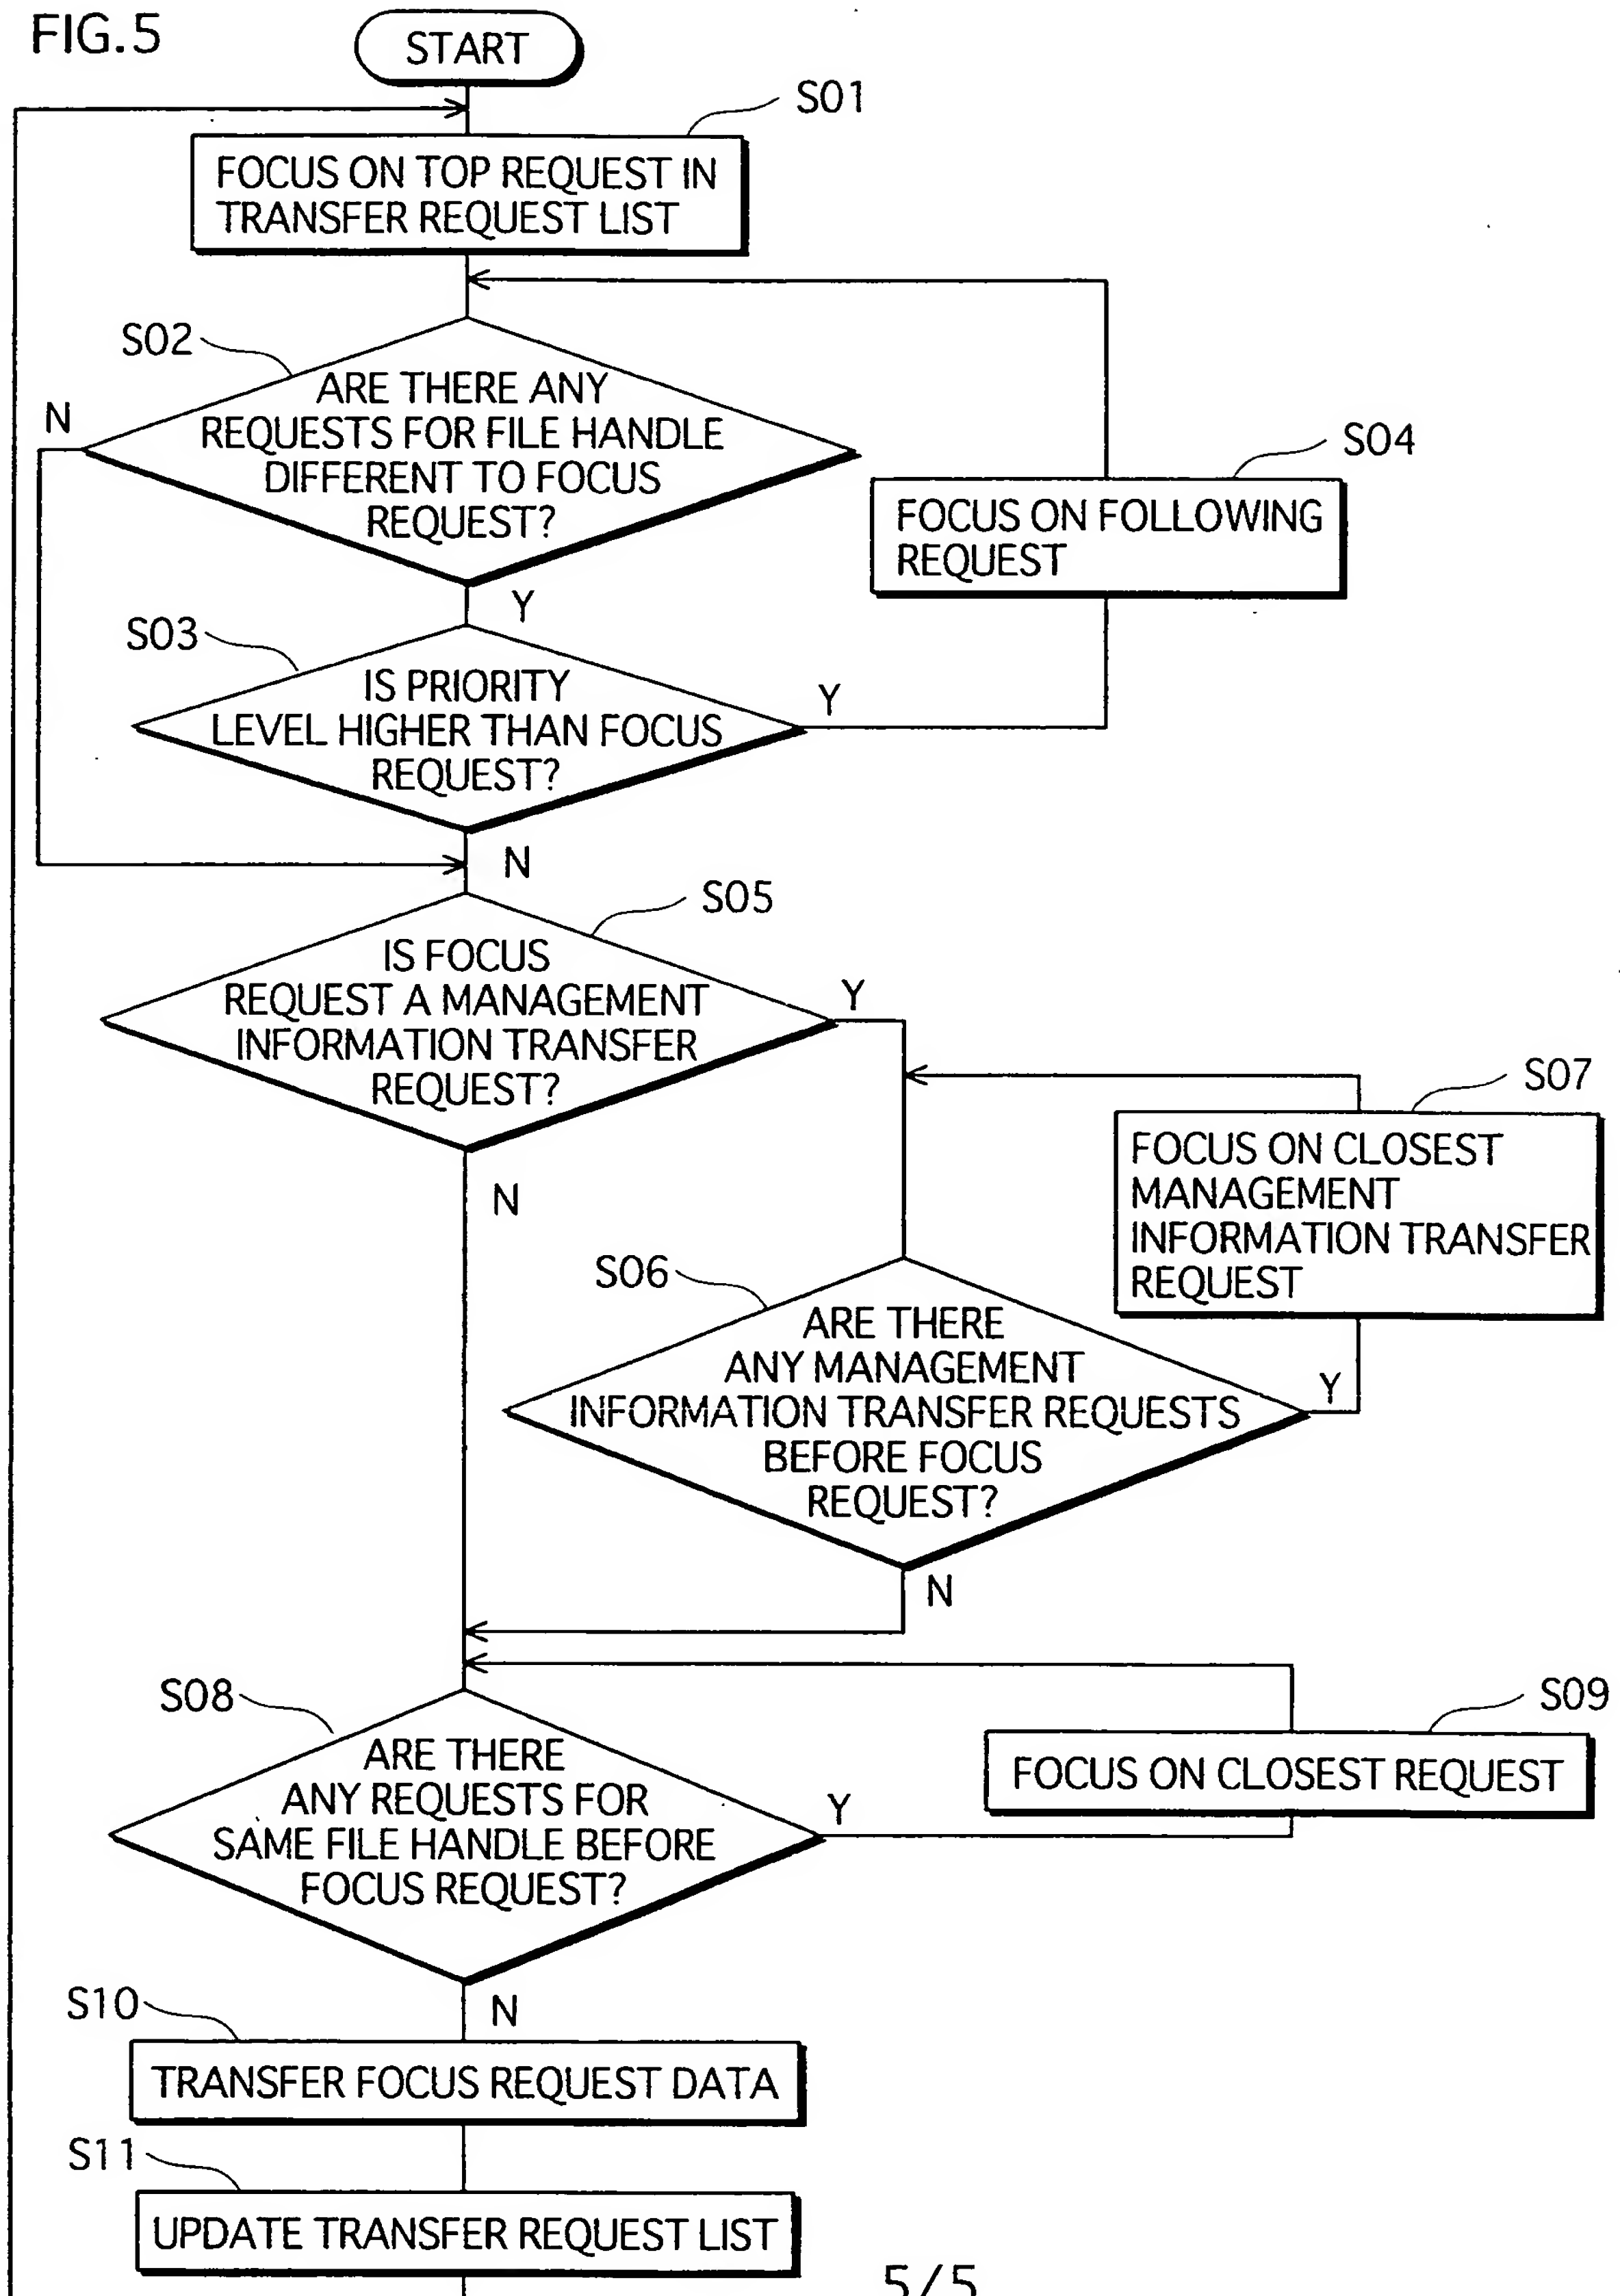 FIG.5
START
S01
FOCUS ON TOP REQUEST IN
TRANSFER REQUEST LIST
S02
N
ARE THERE ANY
REQUESTS FOR FILE HANDLE
DIFFERENT TO FOCUS
REQUEST?
Y
S04
FOCUS ON FOLLOWING
REQUEST
S03
IS PRIORITY
LEVEL HIGHER THAN FOCUS
REQUEST?
Y
N
S05
IS FOCUS
REQUEST A MANAGEMENT
INFORMATION TRANSFER
REQUEST?
Y
N
S07
FOCUS ON CLOSEST
MANAGEMENT
INFORMATION TRANSFER
REQUEST
S06
ARE THERE
ANY MANAGEMENT
INFORMATION TRANSFER REQUESTS
BEFORE FOCUS
REQUEST?
Y
N
S08
ARE THERE
ANY REQUESTS FOR
SAME FILE HANDLE BEFORE
FOCUS REQUEST?
Y
S09
FOCUS ON CLOSEST REQUEST
N
S10
TRANSFER FOCUS REQUEST DATA
S11
UPDATE TRANSFER REQUEST LIST
5/5